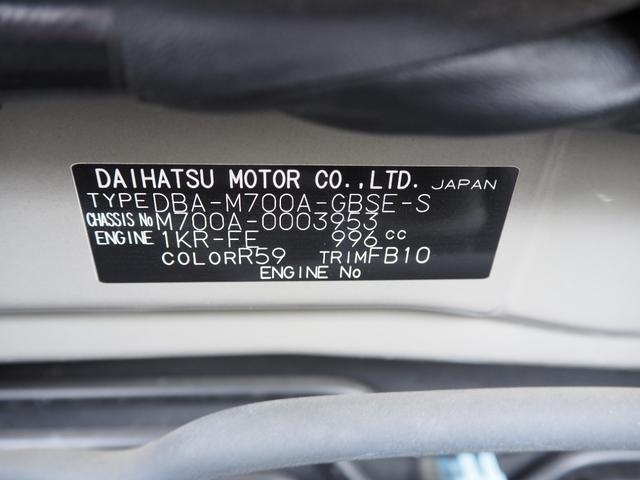 DAIHATSU MOTOR CO.,LTD. JAPAN
TYPE DBA-M700A-GBSE-S
CHASSIS No M700A-0003953
ENGINE 1KR-FE 996 cc
COLOR R59 TRIM FB10
ENGINE No